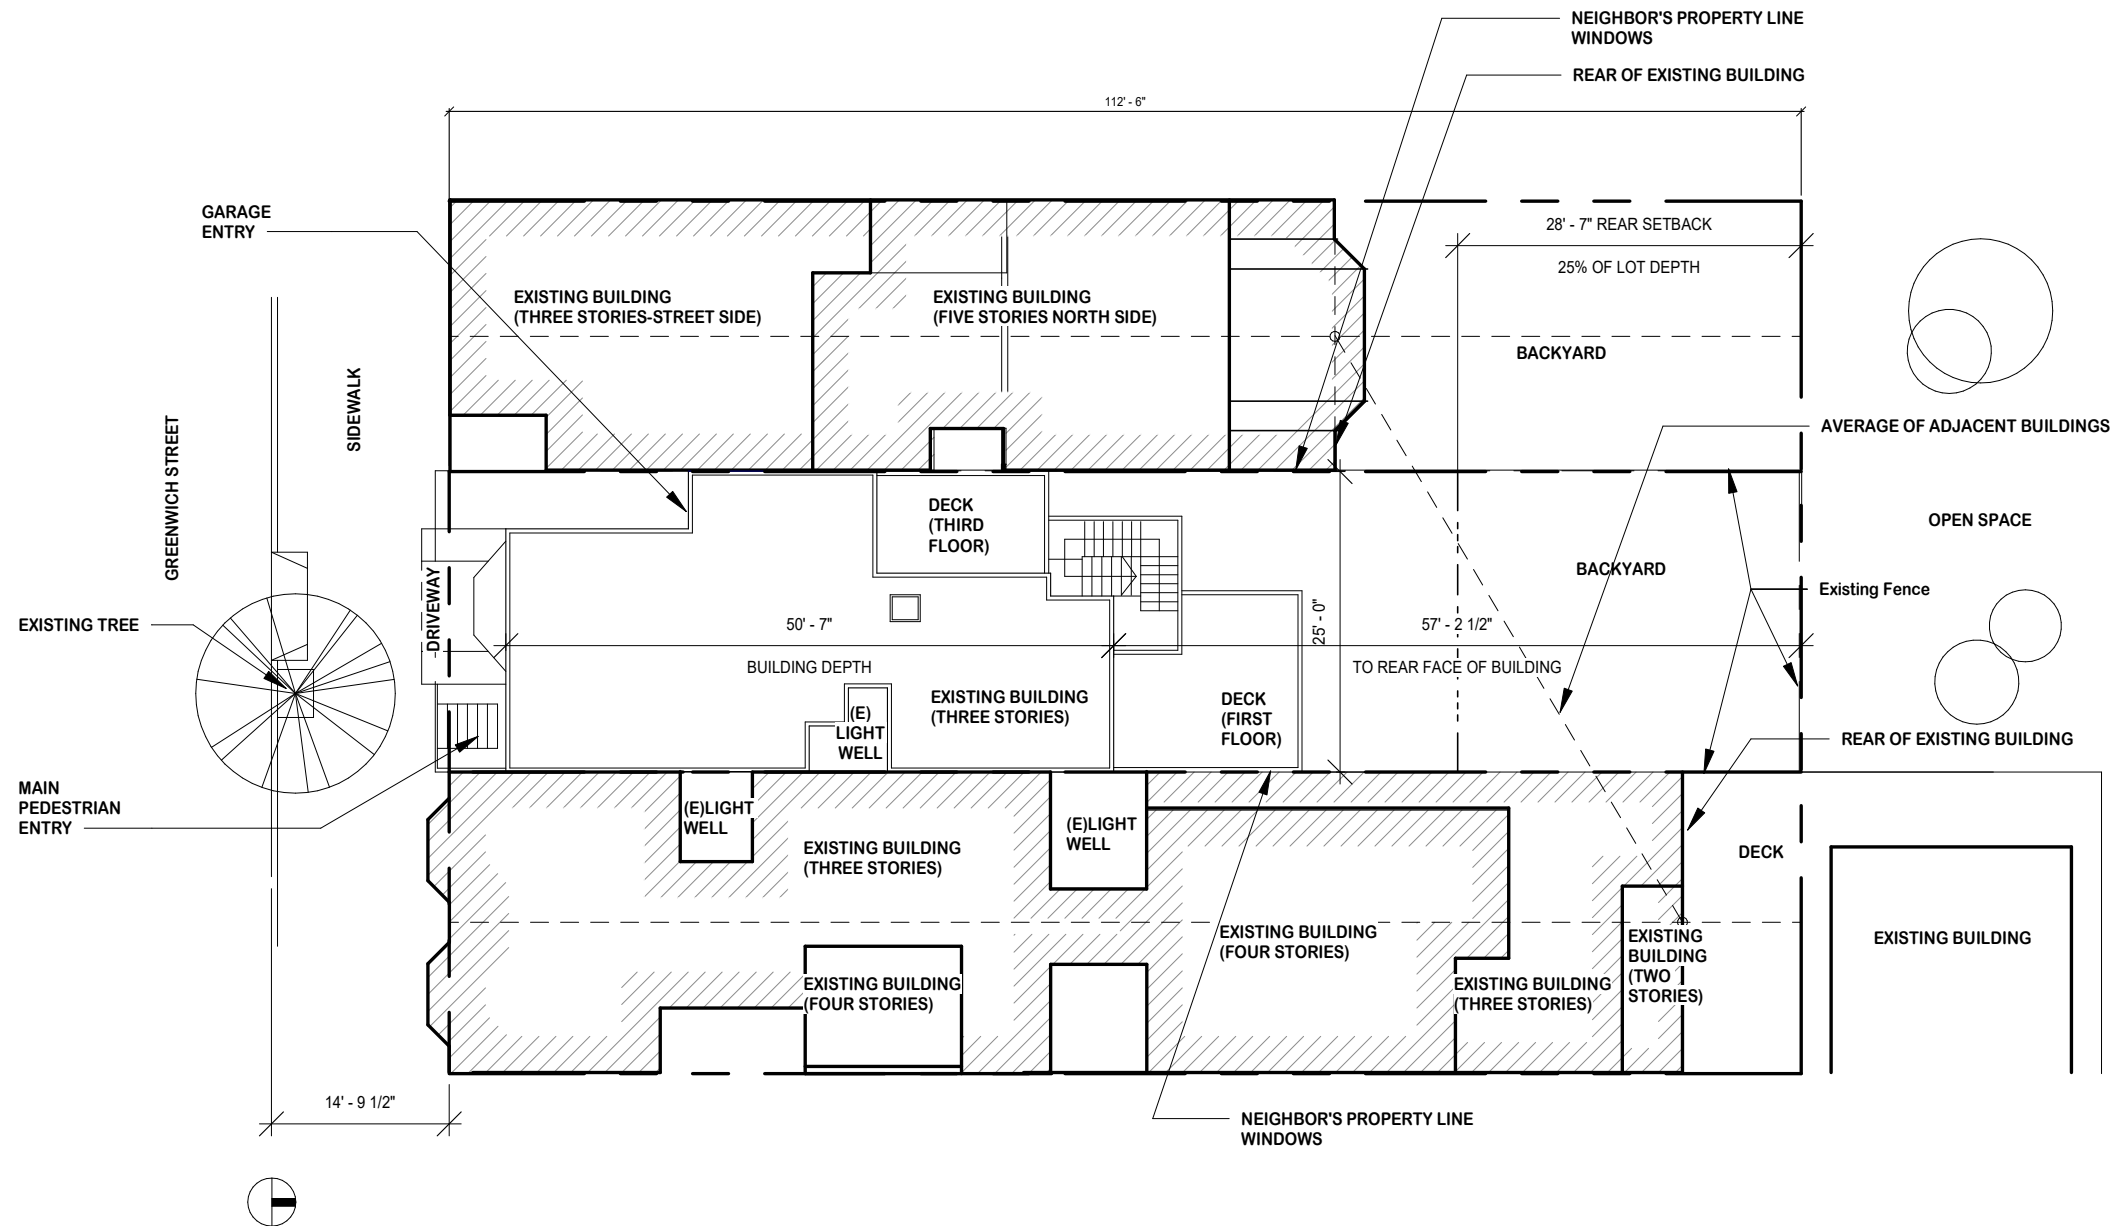 NEIGHBOR'S PROPERTY LINE
WINDOWS
REAR OF EXISTING BUILDING
112' - 6"
GARAGE
ENTRY
28' - 7" REAR SETBACK
25% OF LOT DEPTH
EXISTING BUILDING
(THREE STORIES-STREET SIDE)
EXISTING BUILDING
(FIVE STORIES NORTH SIDE)
BACKYARD
SIDEWALK
GREENWICH STREET
AVERAGE OF ADJACENT BUILDINGS
DECK
(THIRD
FLOOR)
OPEN SPACE
BACKYARD
Existing Fence
DRIVEWAY
EXISTING TREE
50' - 7"
BUILDING DEPTH
25' - 0"
57' - 2 1/2"
TO REAR FACE OF BUILDING
EXISTING BUILDING
(THREE STORIES)
(E)
LIGHT
WELL
DECK
(FIRST
FLOOR)
REAR OF EXISTING BUILDING
MAIN
PEDESTRIAN
ENTRY
(E)LIGHT
WELL
(E)LIGHT
WELL
EXISTING BUILDING
(THREE STORIES)
DECK
EXISTING BUILDING
(FOUR STORIES)
EXISTING
BUILDING
(TWO
STORIES)
EXISTING BUILDING
EXISTING BUILDING
(FOUR STORIES)
EXISTING BUILDING
(THREE STORIES)
14' - 9 1/2"
NEIGHBOR'S PROPERTY LINE
WINDOWS